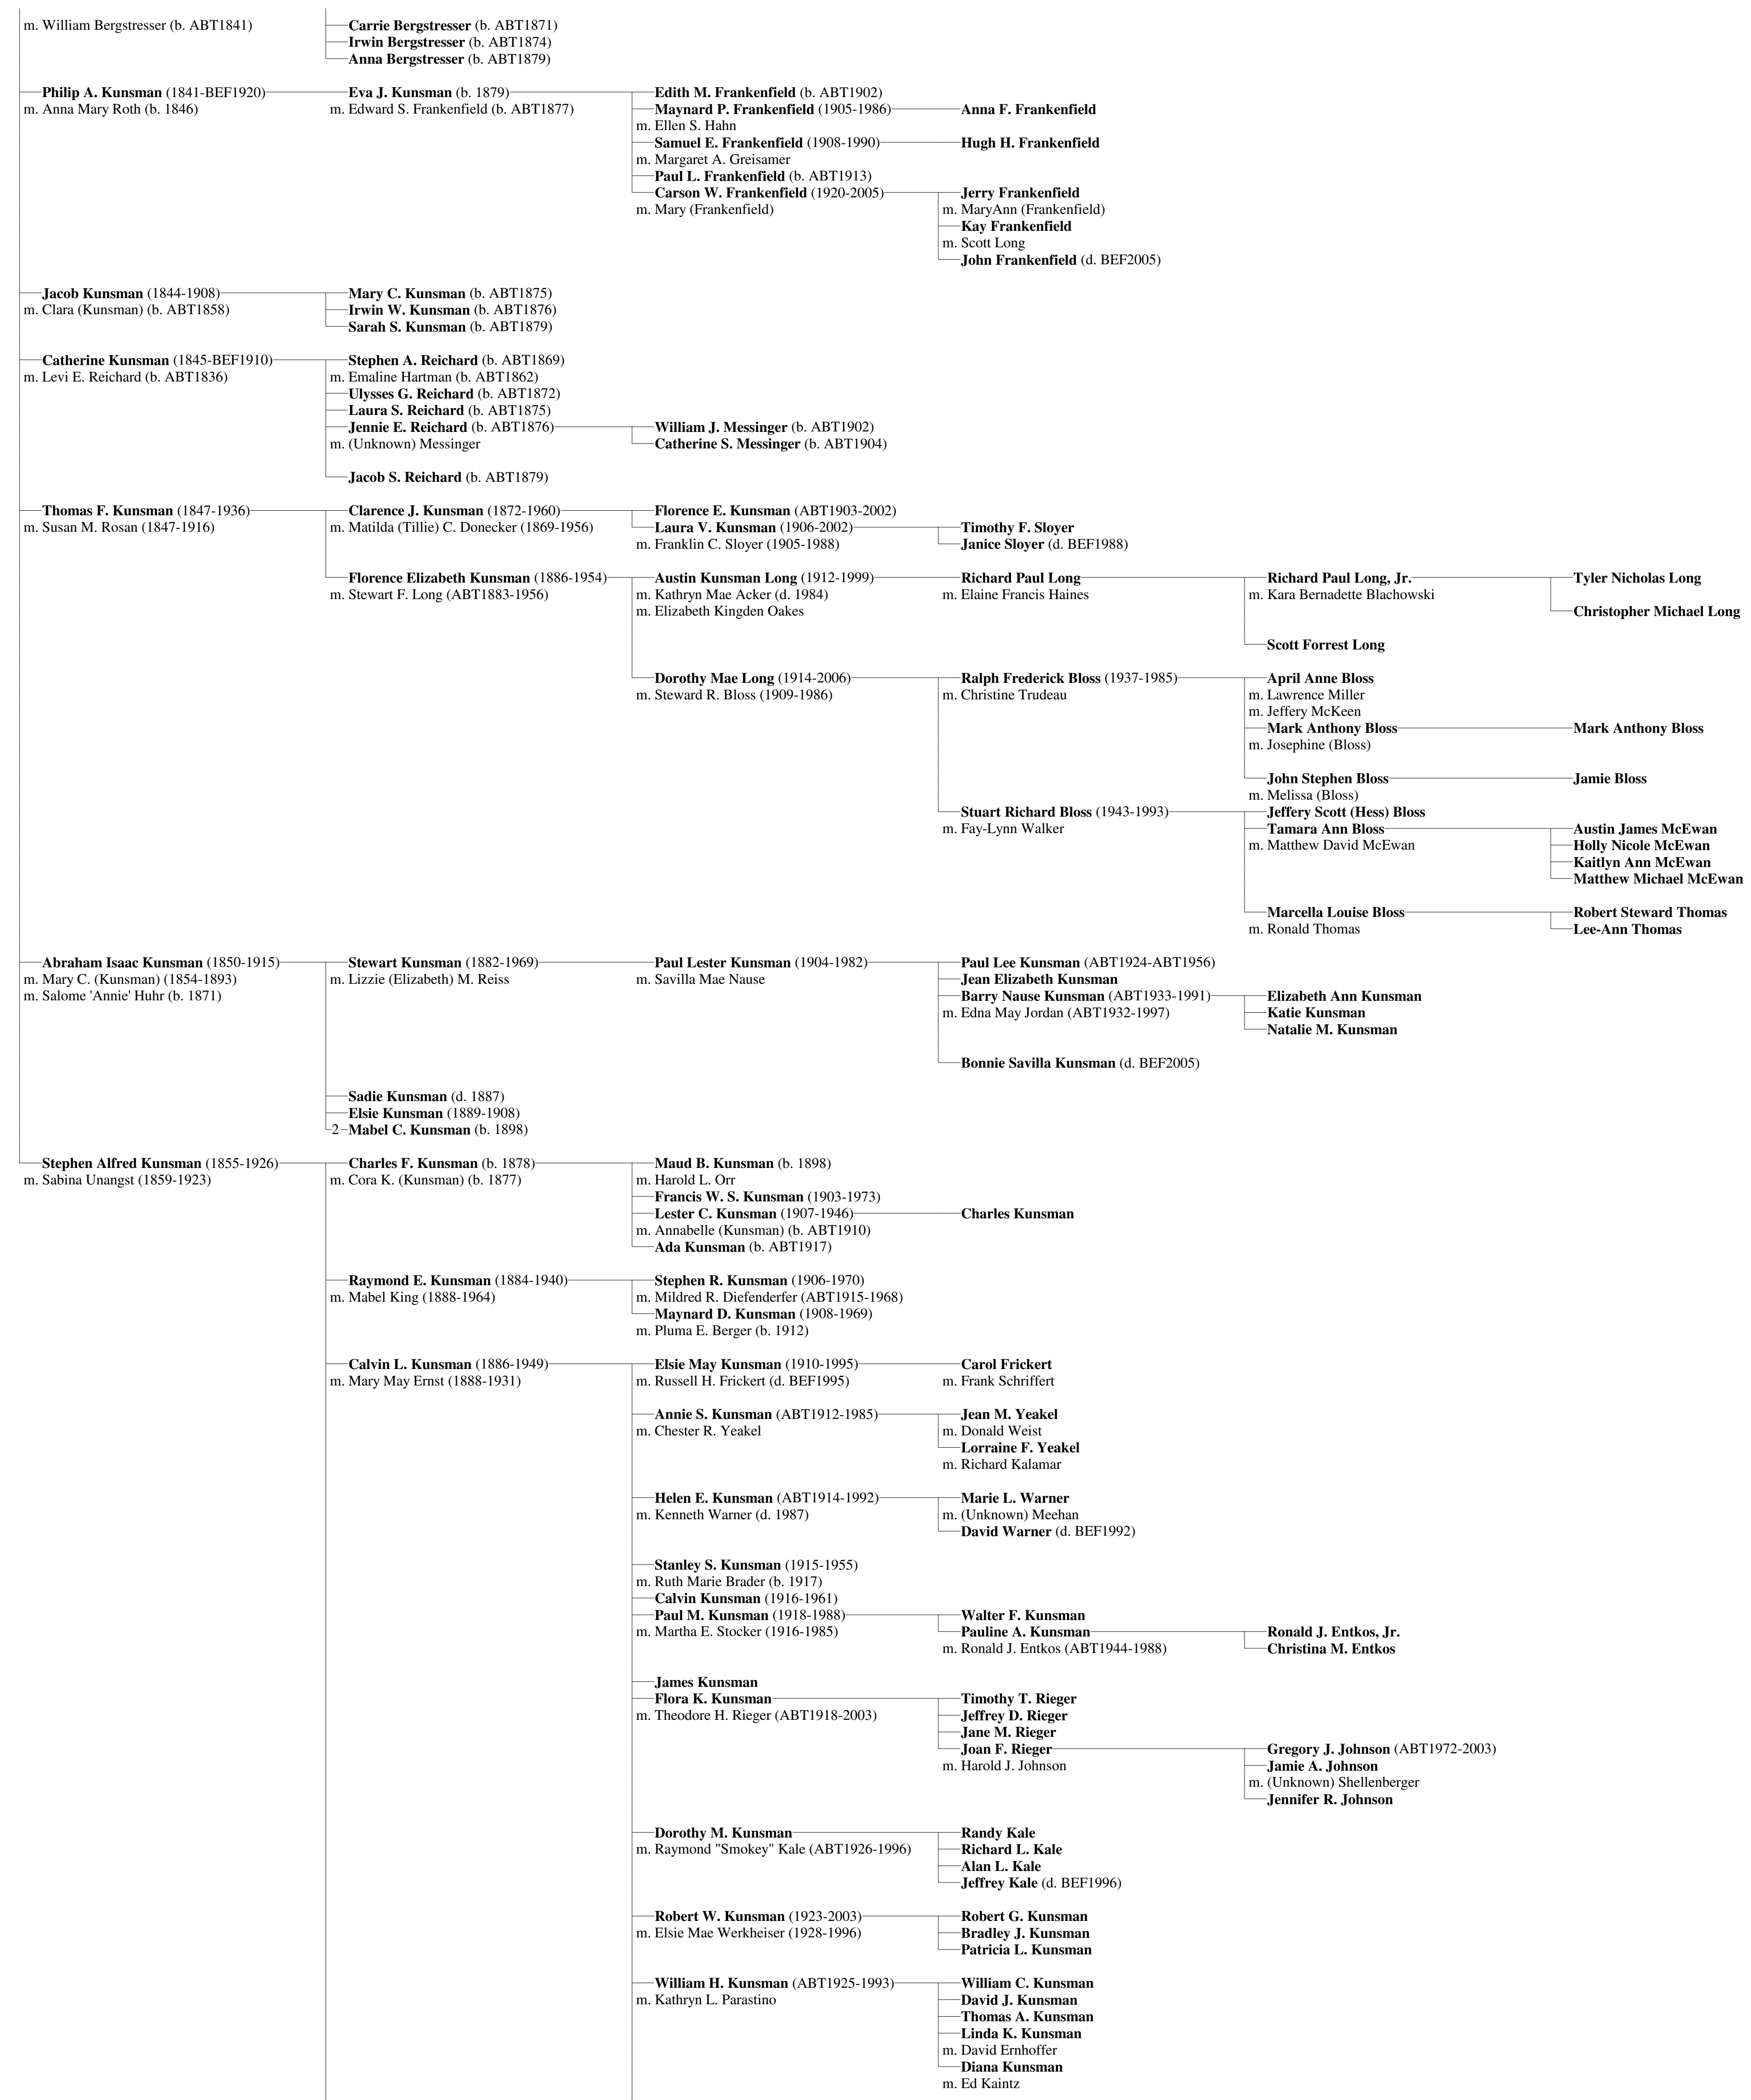 m. William Bergstresser (b. ABT1841) Carrie Bergstresser (b. ABT1871)
Irwin Bergstresser (b. ABT1874)
Anna Bergstresser (b. ABT1879)
Philip A. Kunsman (1841-BEF1920) Eva J. Kunsman (b. 1879) Edith M. Frankenfield (b. ABT1902)
m. Anna Mary Roth (b. 1846) m. Edward S. Frankenfield (b. ABT1877) Maynard P. Frankenfield (1905-1986) Anna F. Frankenfield
m. Ellen S. Hahn
Samuel E. Frankenfield (1908-1990) Hugh H. Frankenfield
m. Margaret A. Greisamer
Paul L. Frankenfield (b. ABT1913)
Carson W. Frankenfield (1920-2005) Jerry Frankenfield
m. Mary (Frankenfield) m. MaryAnn (Frankenfield)
Kay Frankenfield
m. Scott Long
John Frankenfield (d. BEF2005)
Jacob Kunsman (1844-1908) Mary C. Kunsman (b. ABT1875)
m. Clara (Kunsman) (b. ABT1858) Irwin W. Kunsman (b. ABT1876)
Sarah S. Kunsman (b. ABT1879)
Catherine Kunsman (1845-BEF1910) Stephen A. Reichard (b. ABT1869)
m. Levi E. Reichard (b. ABT1836) m. Emaline Hartman (b. ABT1862)
Ulysses G. Reichard (b. ABT1872)
Laura S. Reichard (b. ABT1875)
Jennie E. Reichard (b. ABT1876) William J. Messinger (b. ABT1902)
m. (Unknown) Messinger Catherine S. Messinger (b. ABT1904)
Jacob S. Reichard (b. ABT1879)
Thomas F. Kunsman (1847-1936) Clarence J. Kunsman (1872-1960) Florence E. Kunsman (ABT1903-2002)
m. Susan M. Rosan (1847-1916) m. Matilda (Tillie) C. Donecker (1869-1956) Laura V. Kunsman (1906-2002) Timothy F. Sloyer
m. Franklin C. Sloyer (1905-1988) Janice Sloyer (d. BEF1988)
Florence Elizabeth Kunsman (1886-1954) Austin Kunsman Long (1912-1999) Richard Paul Long Richard Paul Long, Jr. Tyler Nicholas Long
m. Stewart F. Long (ABT1883-1956) m. Kathryn Mae Acker (d. 1984) m. Elaine Francis Haines m. Kara Bernadette Blachowski
m. Elizabeth Kingden Oakes Christopher Michael Long
Scott Forrest Long
Dorothy Mae Long (1914-2006) Ralph Frederick Bloss (1937-1985) April Anne Bloss
m. Steward R. Bloss (1909-1986) m. Christine Trudeau m. Lawrence Miller
m. Jeffery McKeen
Mark Anthony Bloss Mark Anthony Bloss
m. Josephine (Bloss)
John Stephen Bloss Jamie Bloss
m. Melissa (Bloss)
Stuart Richard Bloss (1943-1993) Jeffery Scott (Hess) Bloss
m. Fay-Lynn Walker Tamara Ann Bloss Austin James McEwan
m. Matthew David McEwan Holly Nicole McEwan
Kaitlyn Ann McEwan
Matthew Michael McEwan
Marcella Louise Bloss Robert Steward Thomas
m. Ronald Thomas Lee-Ann Thomas
Abraham Isaac Kunsman (1850-1915) Stewart Kunsman (1882-1969) Paul Lester Kunsman (1904-1982) Paul Lee Kunsman (ABT1924-ABT1956)
m. Mary C. (Kunsman) (1854-1893) m. Lizzie (Elizabeth) M. Reiss m. Savilla Mae Nause Jean Elizabeth Kunsman
m. Salome 'Annie' Huhr (b. 1871) Barry Nause Kunsman (ABT1933-1991) Elizabeth Ann Kunsman
m. Edna May Jordan (ABT1932-1997) Katie Kunsman
Natalie M. Kunsman
Bonnie Savilla Kunsman (d. BEF2005)
Sadie Kunsman (d. 1887)
Elsie Kunsman (1889-1908)
2 Mabel C. Kunsman (b. 1898)
Stephen Alfred Kunsman (1855-1926) Charles F. Kunsman (b. 1878) Maud B. Kunsman (b. 1898)
m. Sabina Unangst (1859-1923) m. Cora K. (Kunsman) (b. 1877) m. Harold L. Orr
Francis W. S. Kunsman (1903-1973)
Lester C. Kunsman (1907-1946) Charles Kunsman
m. Annabelle (Kunsman) (b. ABT1910)
Ada Kunsman (b. ABT1917)
Raymond E. Kunsman (1884-1940) Stephen R. Kunsman (1906-1970)
m. Mabel King (1888-1964) m. Mildred R. Diefenderfer (ABT1915-1968)
Maynard D. Kunsman (1908-1969)
m. Pluma E. Berger (b. 1912)
Calvin L. Kunsman (1886-1949) Elsie May Kunsman (1910-1995) Carol Frickert
m. Mary May Ernst (1888-1931) m. Russell H. Frickert (d. BEF1995) m. Frank Schriffert
Annie S. Kunsman (ABT1912-1985) Jean M. Yeakel
m. Chester R. Yeakel m. Donald Weist
Lorraine F. Yeakel
m. Richard Kalamar
Helen E. Kunsman (ABT1914-1992) Marie L. Warner
m. Kenneth Warner (d. 1987) m. (Unknown) Meehan
David Warner (d. BEF1992)
Stanley S. Kunsman (1915-1955)
m. Ruth Marie Brader (b. 1917)
Calvin Kunsman (1916-1961)
Paul M. Kunsman (1918-1988) Walter F. Kunsman
m. Martha E. Stocker (1916-1985) Pauline A. Kunsman Ronald J. Entkos, Jr.
m. Ronald J. Entkos (ABT1944-1988) Christina M. Entkos
James Kunsman
Flora K. Kunsman Timothy T. Rieger
m. Theodore H. Rieger (ABT1918-2003) Jeffrey D. Rieger
Jane M. Rieger
Joan F. Rieger Gregory J. Johnson (ABT1972-2003)
m. Harold J. Johnson Jamie A. Johnson
m. (Unknown) Shellenberger
Jennifer R. Johnson
Dorothy M. Kunsman Randy Kale
m. Raymond "Smokey" Kale (ABT1926-1996) Richard L. Kale
Alan L. Kale
Jeffrey Kale (d. BEF1996)
Robert W. Kunsman (1923-2003) Robert G. Kunsman
m. Elsie Mae Werkheiser (1928-1996) Bradley J. Kunsman
Patricia L. Kunsman
William H. Kunsman (ABT1925-1993) William C. Kunsman
m. Kathryn L. Parastino David J. Kunsman
Thomas A. Kunsman
Linda K. Kunsman
m. David Ernhoffer
Diana Kunsman
m. Ed Kaintz